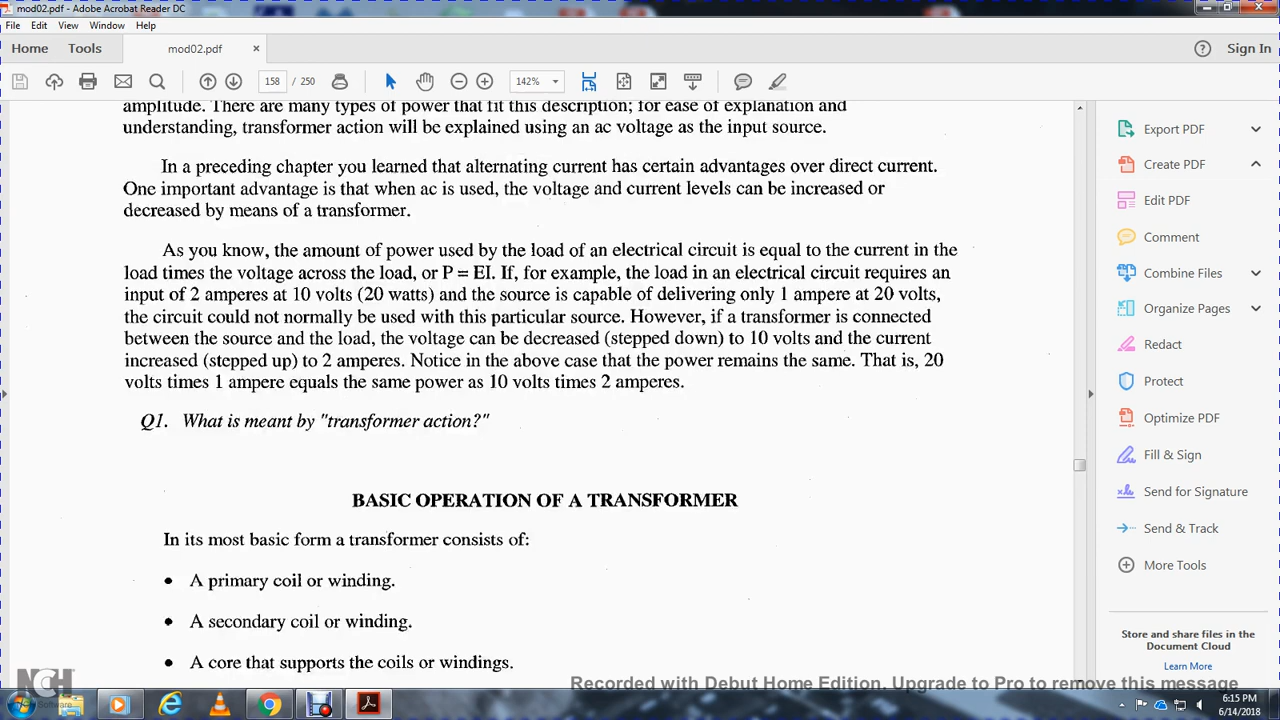 mod02.pdf - Adobe Acrobat Reader DC
File Edit View Window Help
Home Tools mod02.pdf × ? Sign In
158 / 250 142%
amplitude. There are many types of power that fit this description; for ease of explanation and
understanding, transformer action will be explained using an ac voltage as the input source.
In a preceding chapter you learned that alternating current has certain advantages over direct current.
One important advantage is that when ac is used, the voltage and current levels can be increased or
decreased by means of a transformer.
As you know, the amount of power used by the load of an electrical circuit is equal to the current in the
load times the voltage across the load, or P = EI. If, for example, the load in an electrical circuit requires an
input of 2 amperes at 10 volts (20 watts) and the source is capable of delivering only 1 ampere at 20 volts,
the circuit could not normally be used with this particular source. However, if a transformer is connected
between the source and the load, the voltage can be decreased (stepped down) to 10 volts and the current
increased (stepped up) to 2 amperes. Notice in the above case that the power remains the same. That is, 20
volts times 1 ampere equals the same power as 10 volts times 2 amperes.
Q1. What is meant by "transformer action?"
BASIC OPERATION OF A TRANSFORMER
In its most basic form a transformer consists of:
• A primary coil or winding.
• A secondary coil or winding.
• A core that supports the coils or windings.
Export PDF
Create PDF
Edit PDF
Comment
Combine Files
Organize Pages
Redact
Protect
Optimize PDF
Fill & Sign
Send for Signature
Send & Track
More Tools
Store and share files in the
Document Cloud
Learn More
NCH
Software
Recorded with Debut Home Edition. Upgrade to Pro to remove this message
6:15 PM
6/14/2018